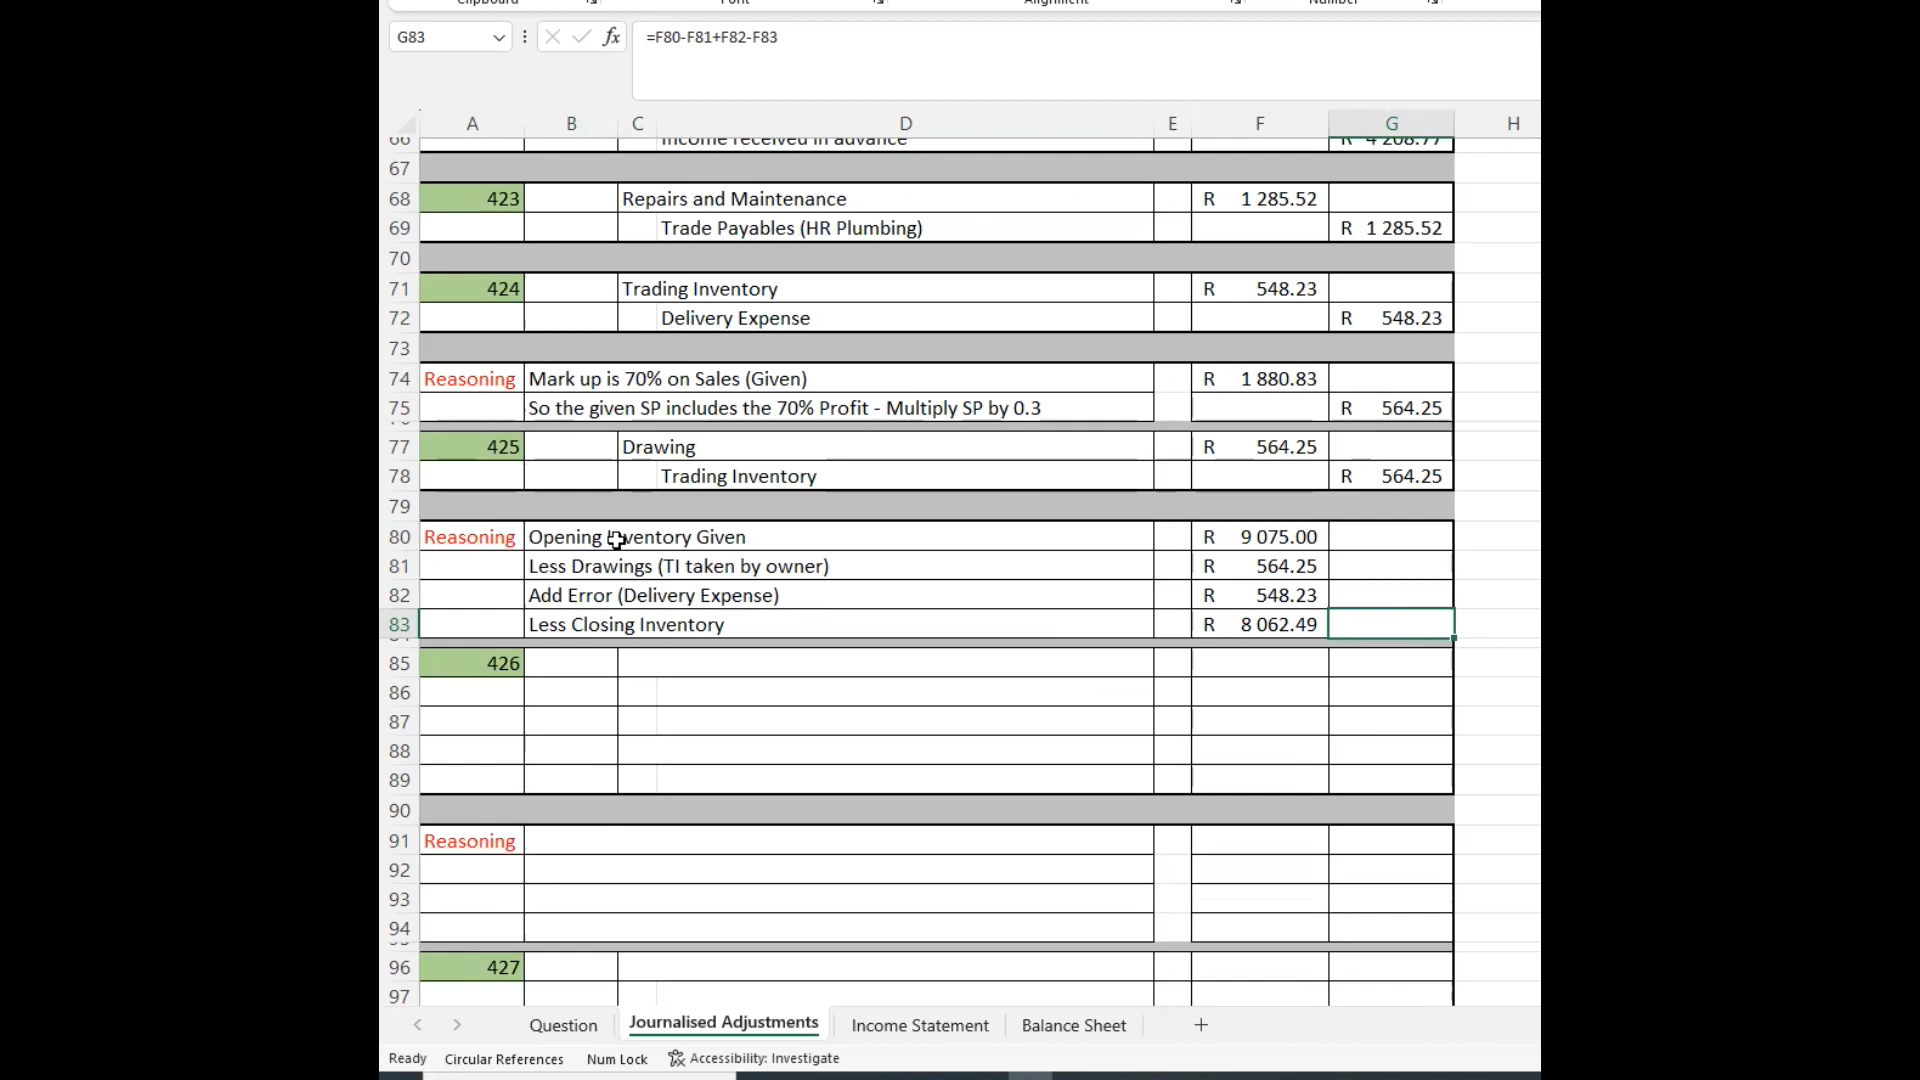 Clipboard Font Alignment Number
G83 fx =F80-F81+F82-F83
A B C D E F G H
66 Income received in advance R 4 208.77
67
68 423 Repairs and Maintenance R 1 285.52
69 Trade Payables (HR Plumbing) R 1 285.52
70
71 424 Trading Inventory R 548.23
72 Delivery Expense R 548.23
73
74 Reasoning Mark up is 70% on Sales (Given) R 1 880.83
75 So the given SP includes the 70% Profit - Multiply SP by 0.3 R 564.25
77 425 Drawing R 564.25
78 Trading Inventory R 564.25
79
80 Reasoning Opening Inventory Given R 9 075.00
81 Less Drawings (TI taken by owner) R 564.25
82 Add Error (Delivery Expense) R 548.23
83 Less Closing Inventory R 8 062.49
85 426
86
87
88
89
90
91 Reasoning
92
93
94
96 427
97
Question Journalised Adjustments Income Statement Balance Sheet
Ready Circular References Num Lock Accessibility: Investigate